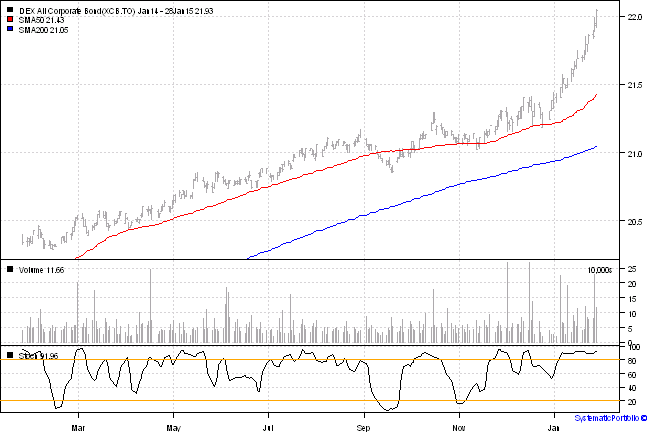 DEX All Corporate Bond(XCB.TO) Jan14 - 28Jan15 21.93
SMA50 21.43
SMA200 21.05
22.0
21.5
21.0
20.5
Volume 11.66
10,000s
25
20
15
10
5
91.96
100
80
60
40
20
Mar
May
Jul
Sep
Nov
Jan
SystematicPortfolio ©